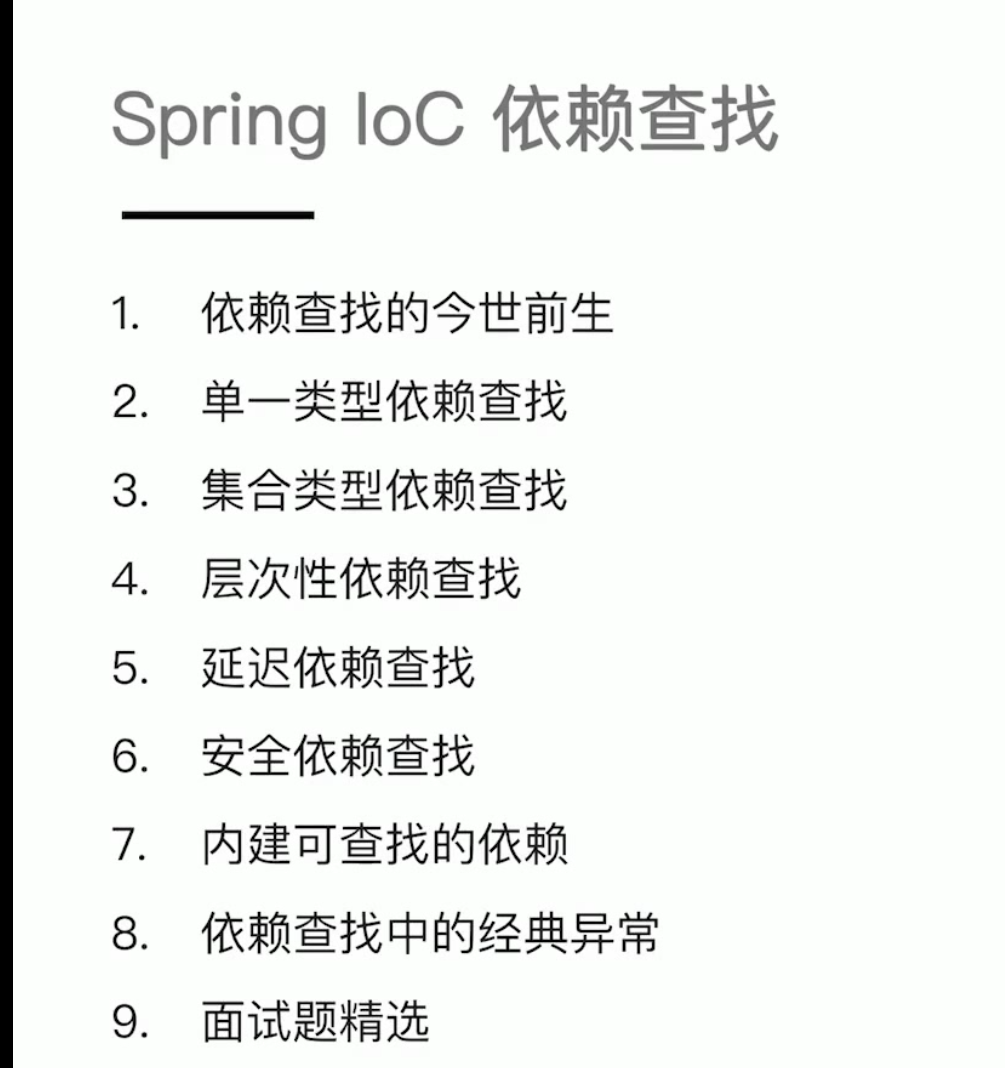 Spring IoC 依赖查找
1. 依赖查找的今世前生
2. 单一类型依赖查找
3. 集合类型依赖查找
4. 层次性依赖查找
5. 延迟依赖查找
6. 安全依赖查找
7. 内建可查找的依赖
8. 依赖查找中的经典异常
9. 面试题精选